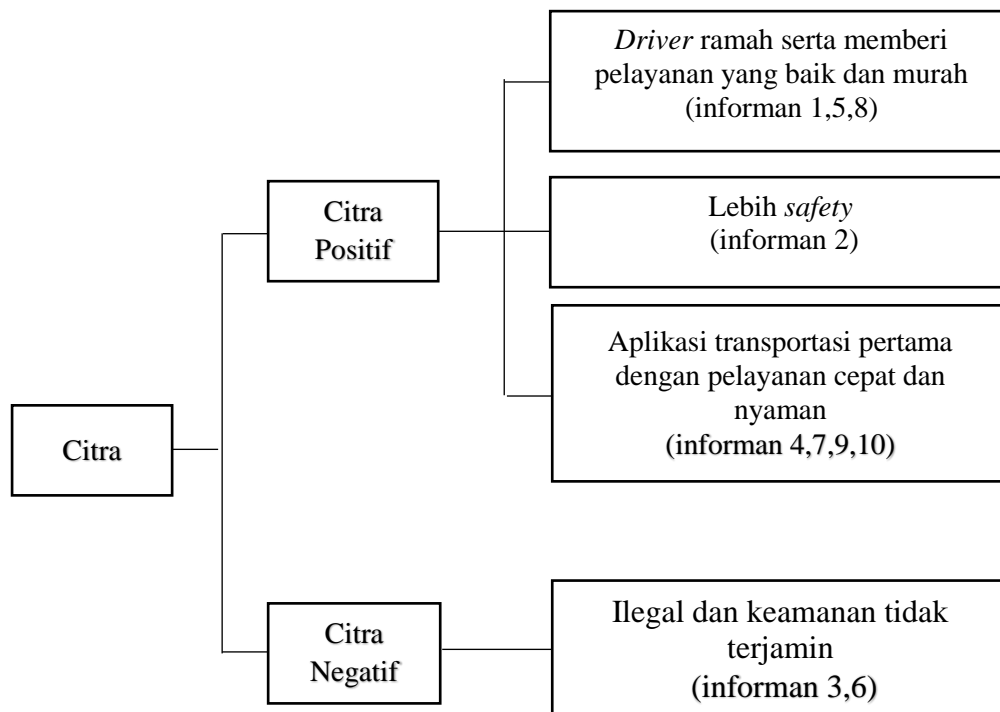 Driver ramah serta memberi
pelayanan yang baik dan murah
(informan 1,5,8)
Citra
Positif
Lebih safety
(informan 2)
Aplikasi transportasi pertama
dengan pelayanan cepat dan
nyaman
(informan 4,7,9,10)
Citra
Citra
Negatif
Ilegal dan keamanan tidak
terjamin
(informan 3,6)